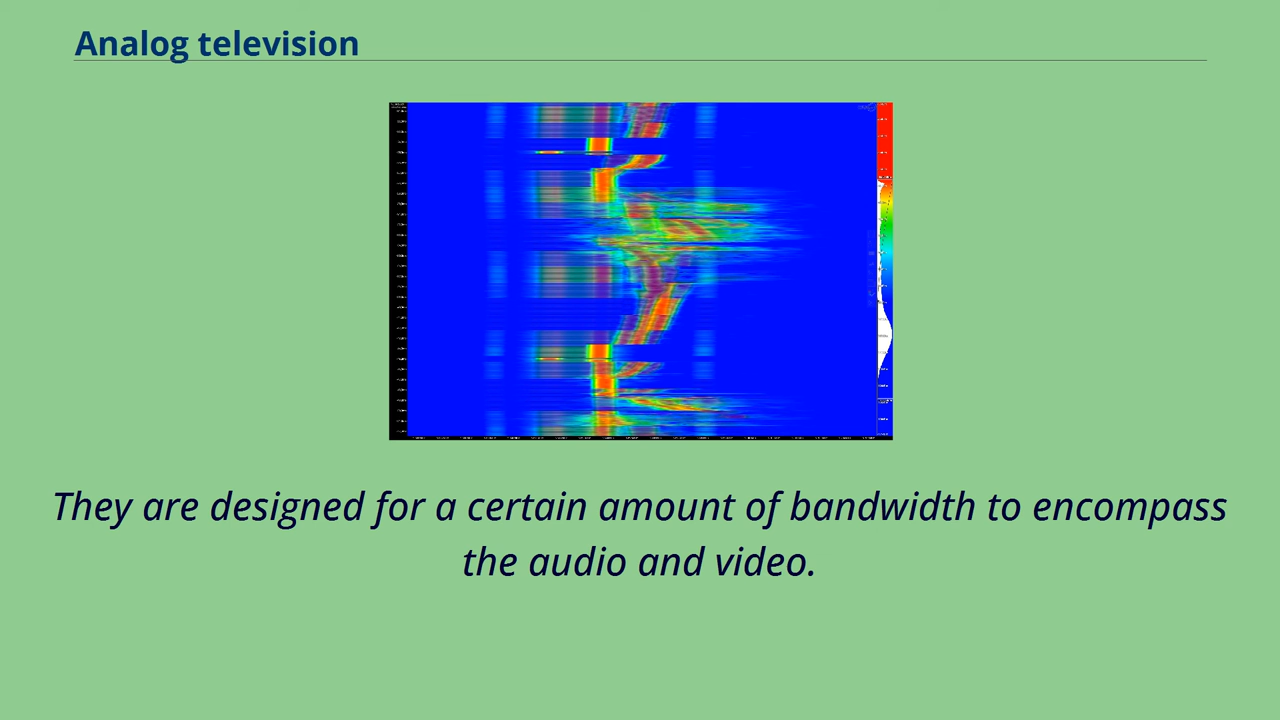 Analog television
They are designed for a certain amount of bandwidth to encompass
the audio and video.